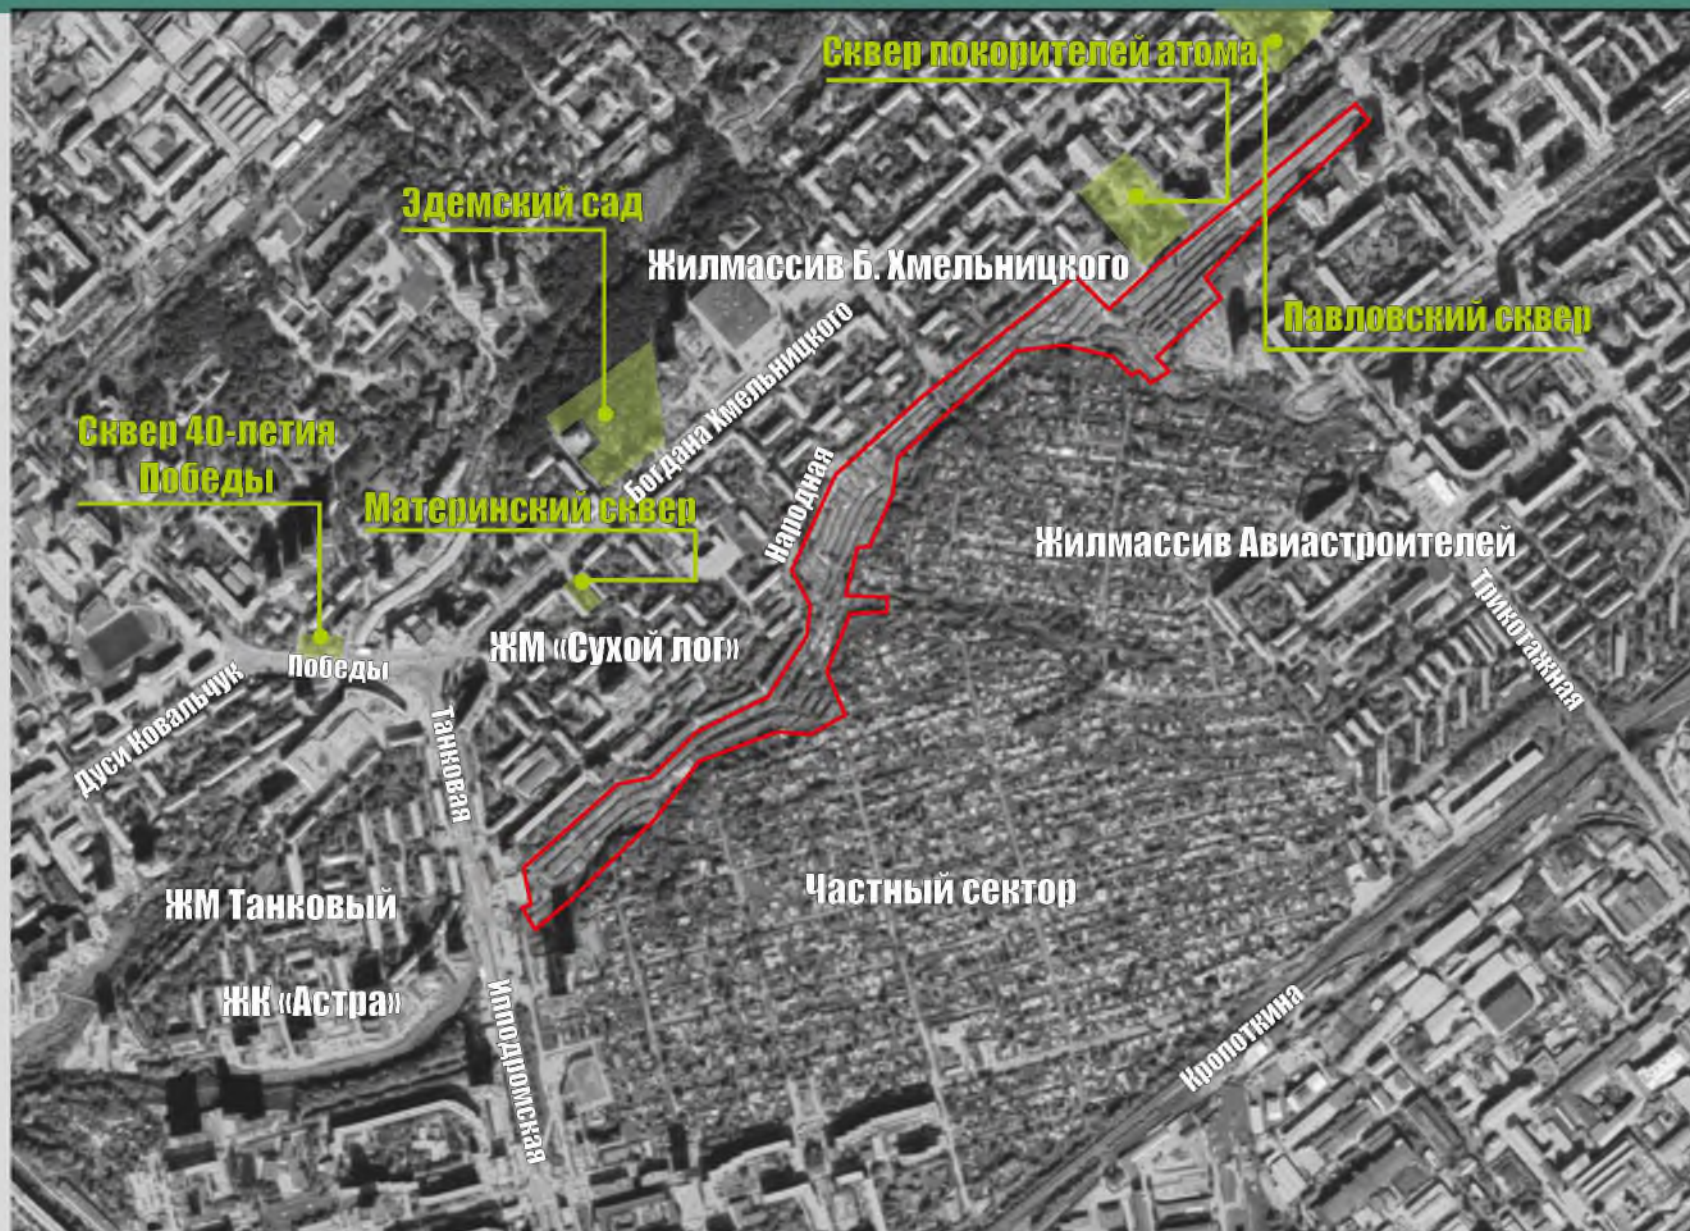 Сквер покорителей атома
Эдемский сад
Жилмассив Б. Хмельницкого
Павловский сквер
Богдана Хмельницкого
Сквер 40-летия
Победы
Материнский сквер
Народная
Жилмассив Авиастроителей
Трикотажная
ЖМ «Сухой лог»
Победы
Дуси Ковальчук
Танковая
Частный сектор
ЖМ Танковый
ЖК «Астра»
Ипподромская
Кропоткина